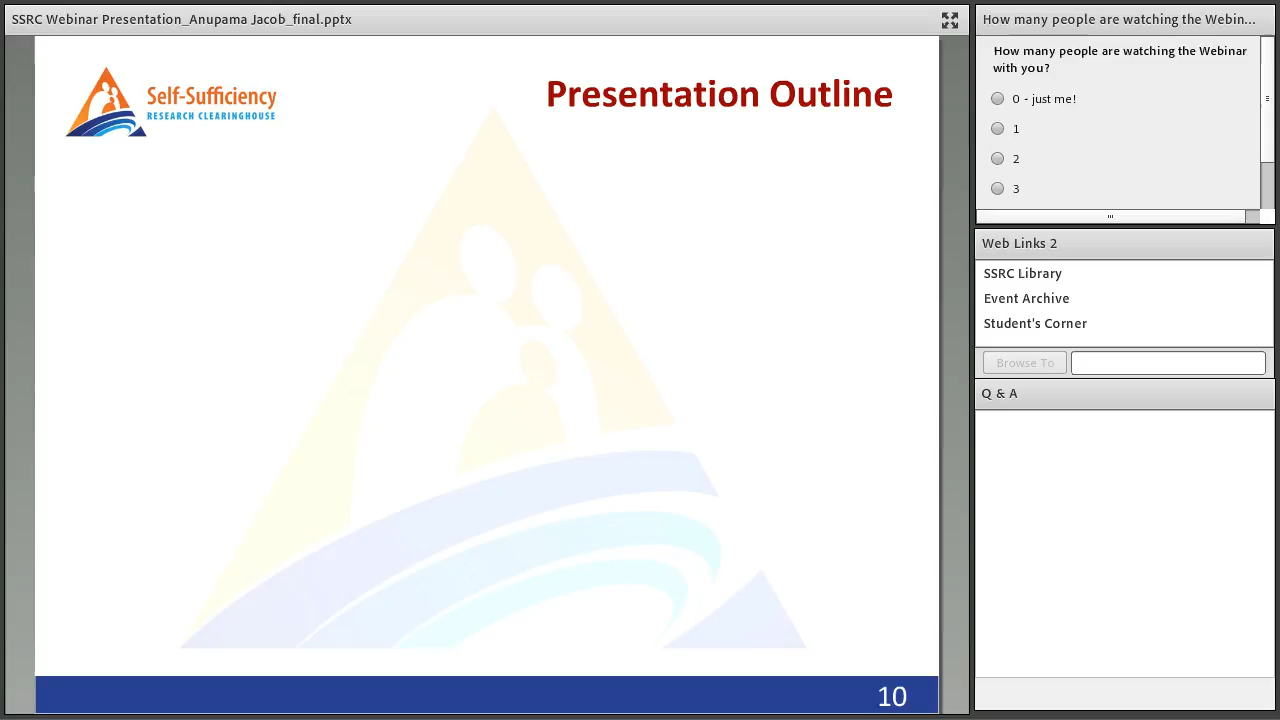 SSRC Webinar Presentation_Anupama Jacob_final.pptx
Self-Sufficiency
RESEARCH CLEARINGHOUSE
Presentation Outline
10
How many people are watching the Webin...
How many people are watching the Webinar
with you?
0 - just me!
1
2
3
Web Links 2
SSRC Library
Event Archive
Student's Corner
Browse To
Q & A